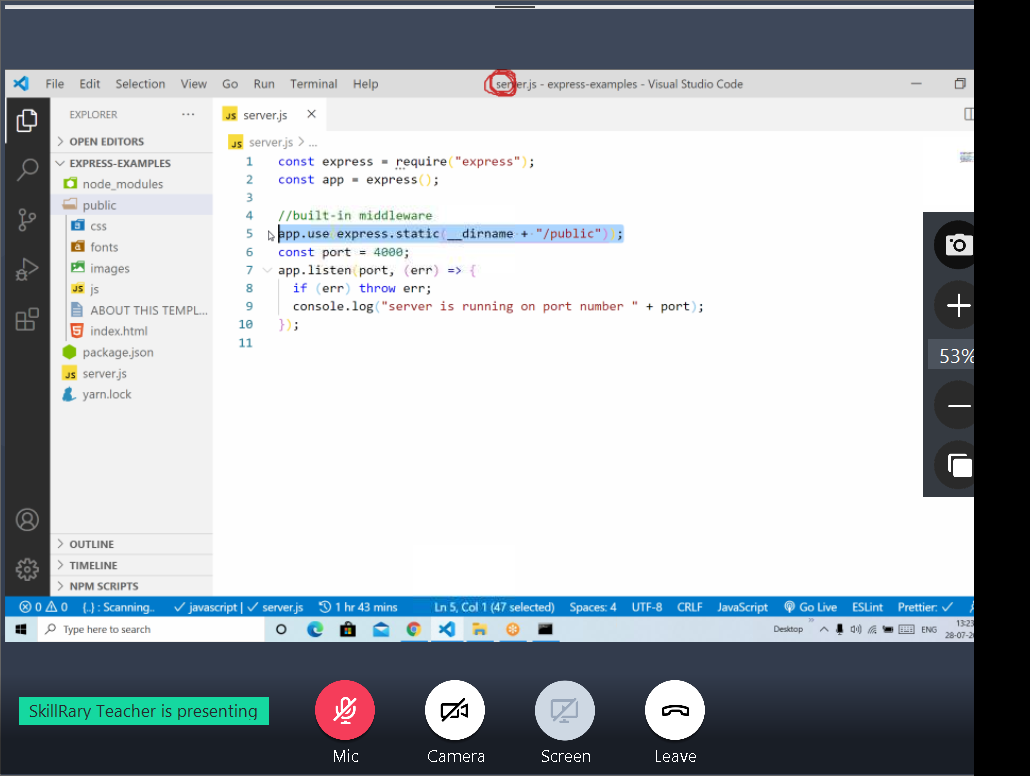 File Edit Selection View Go Run Terminal Help server.js - express-examples - Visual Studio Code
EXPLORER ···
OPEN EDITORS
EXPRESS-EXAMPLES
node_modules
public
css
fonts
images
JS js
ABOUT THIS TEMPL...
index.html
package.json
JS server.js
yarn.lock
OUTLINE
TIMELINE
NPM SCRIPTS
JS server.js
JS server.js > ...
1 const express = require("express");
2 const app = express();
3
4 //built-in middleware
5 app.use(express.static(__dirname + "/public"));
6 const port = 4000;
7 app.listen(port, (err) => {
8 if (err) throw err;
9 console.log("server is running on port number " + port);
10 });
11
53%
0 0 {..} : Scanning.. javascript | server.js 1 hr 43 mins Ln 5, Col 1 (47 selected) Spaces: 4 UTF-8 CRLF JavaScript Go Live ESLint Prettier:
Type here to search Desktop ENG 13:23
28-07-20
SkillRary Teacher is presenting
Mic Camera Screen Leave